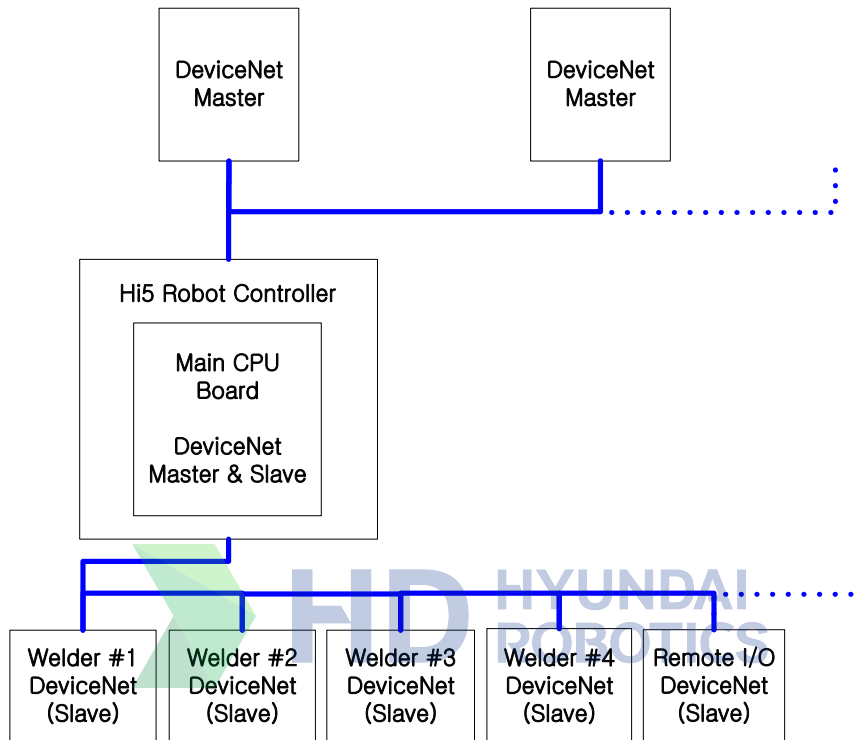 DeviceNet
Master
DeviceNet
Master
Hi5 Robot Controller
Main CPU
Board
DeviceNet
Master & Slave
HD HYUNDAI
ROBOTICS
Welder #1
DeviceNet
(Slave)
Welder #2
DeviceNet
(Slave)
Welder #3
DeviceNet
(Slave)
Welder #4
DeviceNet
(Slave)
Remote I/O
DeviceNet
(Slave)